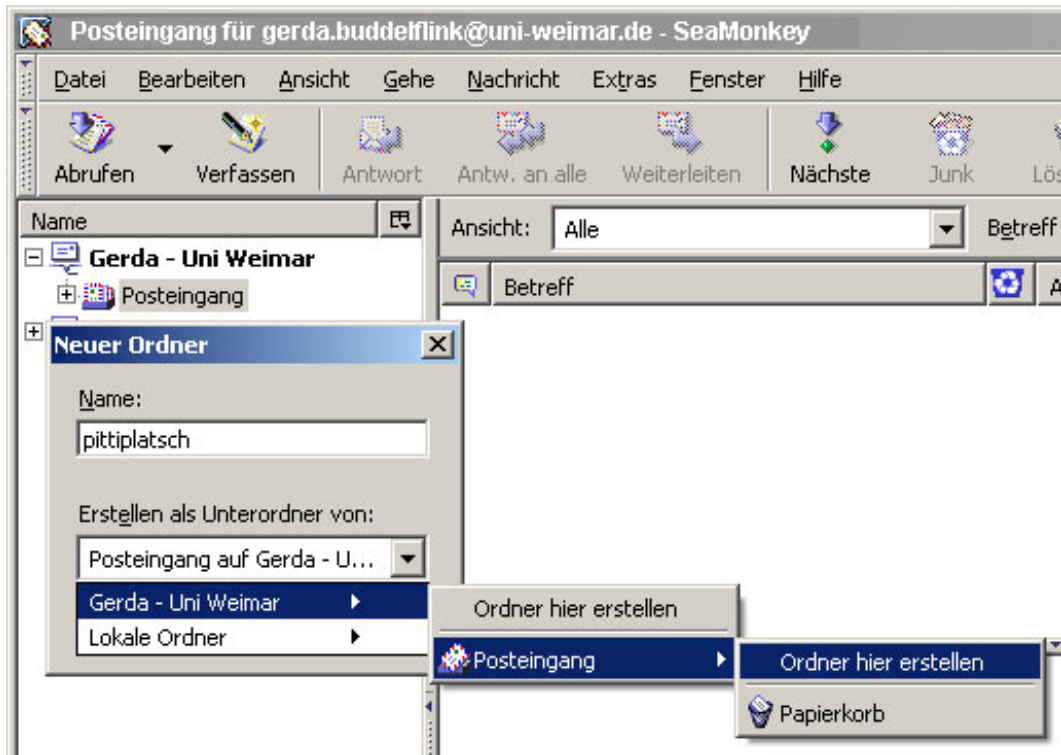 Posteingang für gerda.buddelflink@uni-weimar.de - SeaMonkey
Datei Bearbeiten Ansicht Gehe Nachricht Extras Fenster Hilfe
Abrufen Verfassen Antwort Antw. an alle Weiterleiten Nächste Junk Lös
Name
Ansicht: Alle Betreff
Gerda - Uni Weimar
Betreff A
Posteingang
Neuer Ordner
Name:
pittiplatsch
Erstellen als Unterordner von:
Posteingang auf Gerda - U...
Gerda - Uni Weimar
Lokale Ordner
Ordner hier erstellen
Posteingang
Ordner hier erstellen
Papierkorb